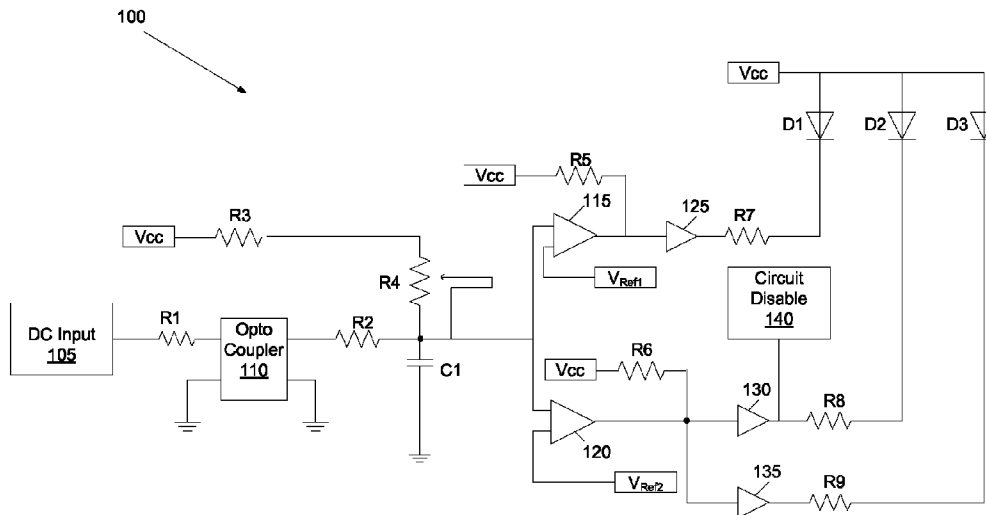 100
Vcc
D1
D2
D3
R5
Vcc
115
125
R7
R3
Vcc
R4
VRef1
Circuit
Disable
140
DC Input
105
R1
Opto
Coupler
110
R2
C1
R6
Vcc
130
R8
120
VRef2
135
R9